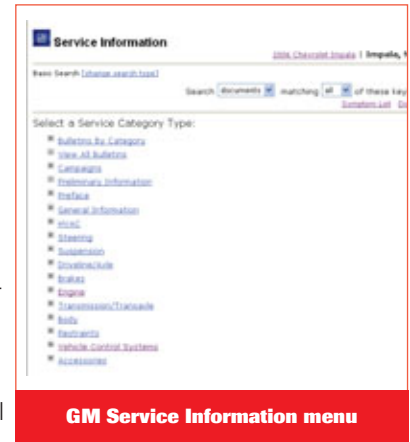 GM
Service Information
2006 Chevrolet Impala | Impala,
Basic Search [change search type]
Search documents matching all of these key
Symptom List
Select a Service Category Type:
Bulletins by Category
View All Bulletins
Campaigns
Preliminary Information
Preface
General Information
HVAC
Steering
Suspension
Driveline/Axle
Brakes
Engine
Transmission/Transaxle
Body
Restraints
Vehicle Control Systems
Accessories
GM Service Information menu